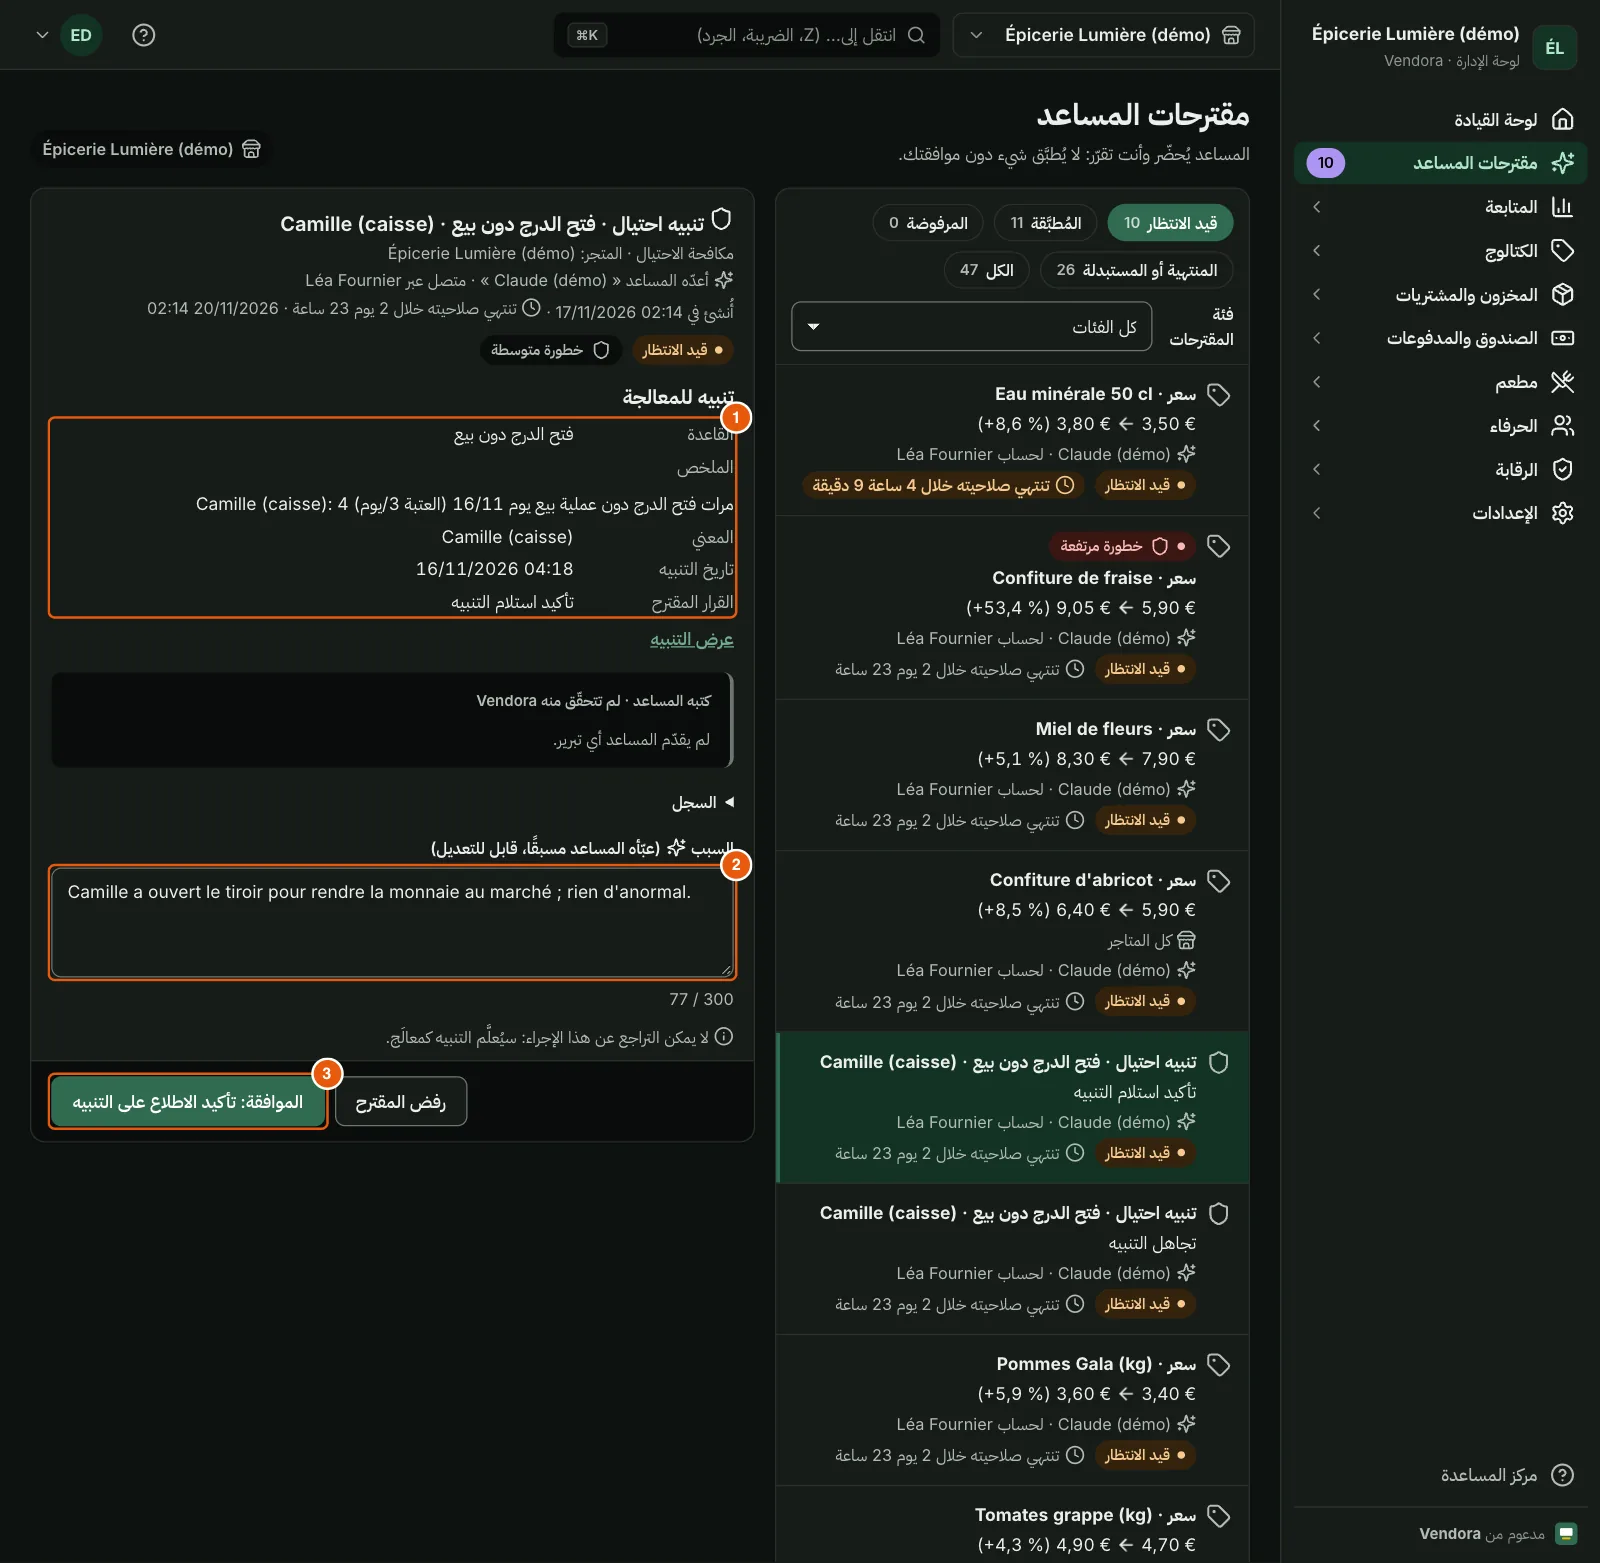 Épicerie Lumière (démo)
لوحة الإدارة · Vendora
ÉL
لوحة القيادة
مقترحات المساعد
10
المتابعة
الكتالوج
المخزون والمشتريات
الصندوق والمدفوعات
مطعم
الحرفاء
الرقابة
الإعدادات
مركز المساعدة
مدعوم من Vendora
Épicerie Lumière (démo)
انتقل إلى... (Z، الضريبة، الجرد)
⌘K
ED
مقترحات المساعد
المساعد يُحضّر وأنت تقرّر: لا يُطبَّق شيء دون موافقتك.
Épicerie Lumière (démo)
قيد الانتظار 10
المُطبَّقة 11
المرفوضة 0
المنتهية أو المستبدلة 26
الكل 47
فئة المقترحات
كل الفئات
سعر · Eau minérale 50 cl
3,50 € ← 3,80 € (+8,6 %)
Claude (démo) · لحساب Léa Fournier
قيد الانتظار
تنتهي صلاحيته خلال 4 ساعة 9 دقيقة
خطورة مرتفعة
سعر · Confiture de fraise
5,90 € ← 9,05 € (+53,4 %)
Claude (démo) · لحساب Léa Fournier
قيد الانتظار
تنتهي صلاحيته خلال 2 يوم 23 ساعة
سعر · Miel de fleurs
7,90 € ← 8,30 € (+5,1 %)
Claude (démo) · لحساب Léa Fournier
قيد الانتظار
تنتهي صلاحيته خلال 2 يوم 23 ساعة
سعر · Confiture d'abricot
5,90 € ← 6,40 € (+8,5 %)
كل المتاجر
Claude (démo) · لحساب Léa Fournier
قيد الانتظار
تنتهي صلاحيته خلال 2 يوم 23 ساعة
تنبيه احتيال · فتح الدرج دون بيع · Camille (caisse)
تأكيد استلام التنبيه
Claude (démo) · لحساب Léa Fournier
قيد الانتظار
تنتهي صلاحيته خلال 2 يوم 23 ساعة
تنبيه احتيال · فتح الدرج دون بيع · Camille (caisse)
تجاهل التنبيه
Claude (démo) · لحساب Léa Fournier
قيد الانتظار
تنتهي صلاحيته خلال 2 يوم 23 ساعة
سعر · Pommes Gala (kg)
3,40 € ← 3,60 € (+5,9 %)
Claude (démo) · لحساب Léa Fournier
قيد الانتظار
تنتهي صلاحيته خلال 2 يوم 23 ساعة
سعر · Tomates grappe (kg)
4,70 € ← 4,90 € (+4,3 %)
تنبيه احتيال · فتح الدرج دون بيع · Camille (caisse)
مكافحة الاحتيال · المتجر: Épicerie Lumière (démo)
أعدّه المساعد « Claude (démo) » · متصل عبر Léa Fournier
أُنشئ في 17/11/2026 02:14 · تنتهي صلاحيته خلال 2 يوم 23 ساعة · 20/11/2026 02:14
قيد الانتظار
خطورة متوسطة
تنبيه للمعالجة
1
القاعدة
فتح الدرج دون بيع
الملخص
Camille (caisse): 4 مرات فتح الدرج دون عملية بيع يوم 16/11 (العتبة 3/يوم)
المعني
Camille (caisse)
تاريخ التنبيه
16/11/2026 04:18
القرار المقترح
تأكيد استلام التنبيه
عرض التنبيه
كتبه المساعد · لم تتحقّق منه Vendora
لم يقدّم المساعد أي تبرير.
السجل
السبب (عبّأه المساعد مسبقًا، قابل للتعديل)
2
Camille a ouvert le tiroir pour rendre la monnaie au marché ; rien d'anormal.
77 / 300
لا يمكن التراجع عن هذا الإجراء: سيُعلَّم التنبيه كمعالَج.
رفض المقترح
3
الموافقة: تأكيد الاطلاع على التنبيه